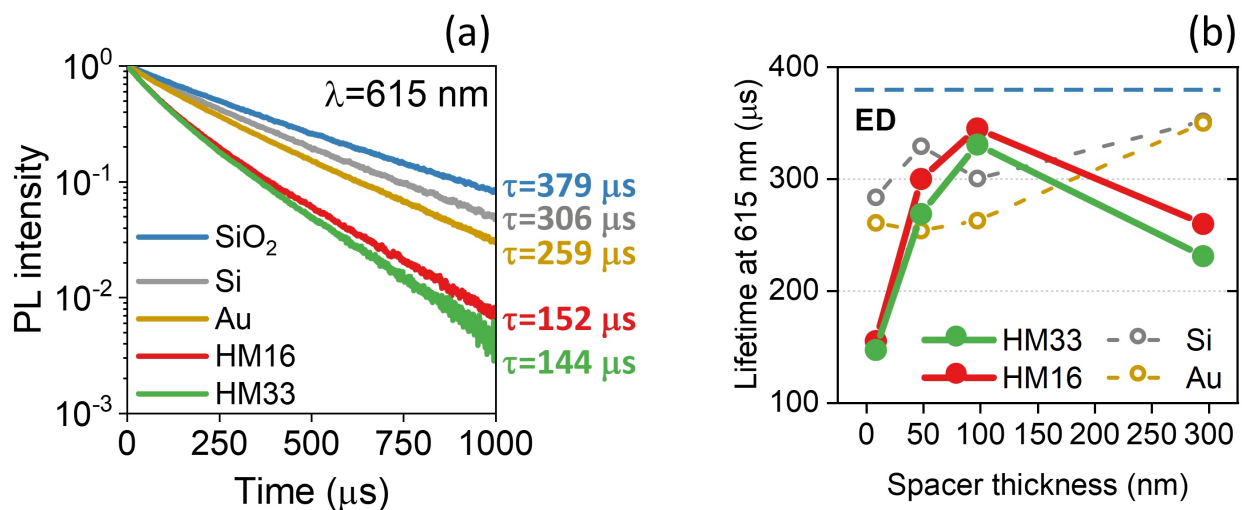 (a)
10⁰
10⁻¹
10⁻²
10⁻³
PL intensity
λ=615 nm
τ=379 μs
τ=306 μs
τ=259 μs
τ=152 μs
τ=144 μs
SiO₂
Si
Au
HM16
HM33
0 250 500 750 1000
Time (μs)
(b)
400
300
200
100
Lifetime at 615 nm (μs)
ED
HM33 Si
HM16 Au
0 50 100 150 200 250 300
Spacer thickness (nm)